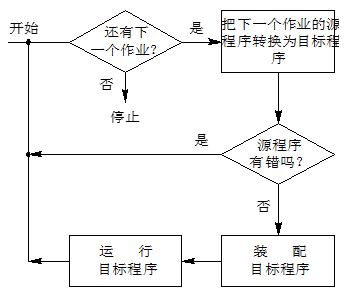 开始
还有下
一个作业?
是
把下一个作业的源
程序转换为目标程
序
否
停止
源程序
有错吗?
是
否
装 配
目标程序
运 行
目标程序